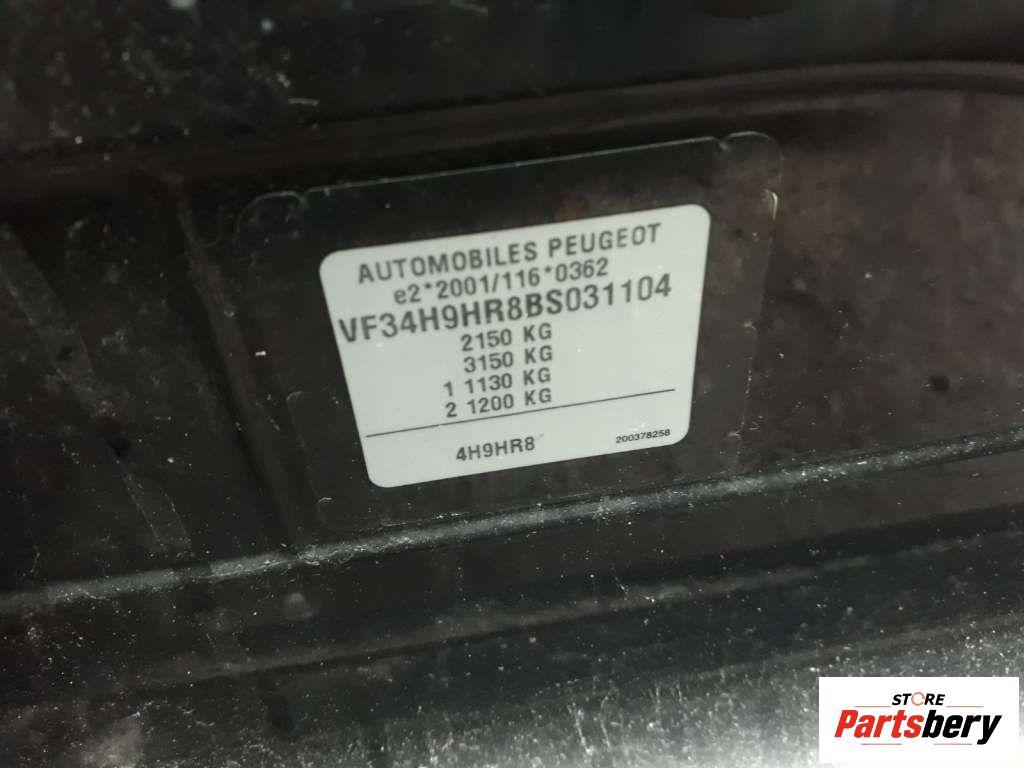 AUTOMOBILES PEUGEOT
e2*2001/116*0362
VF34H9HR8BS031104
2150 KG
3150 KG
1 1130 KG
2 1200 KG
4H9HR8
200378258
STORE
Partsbery